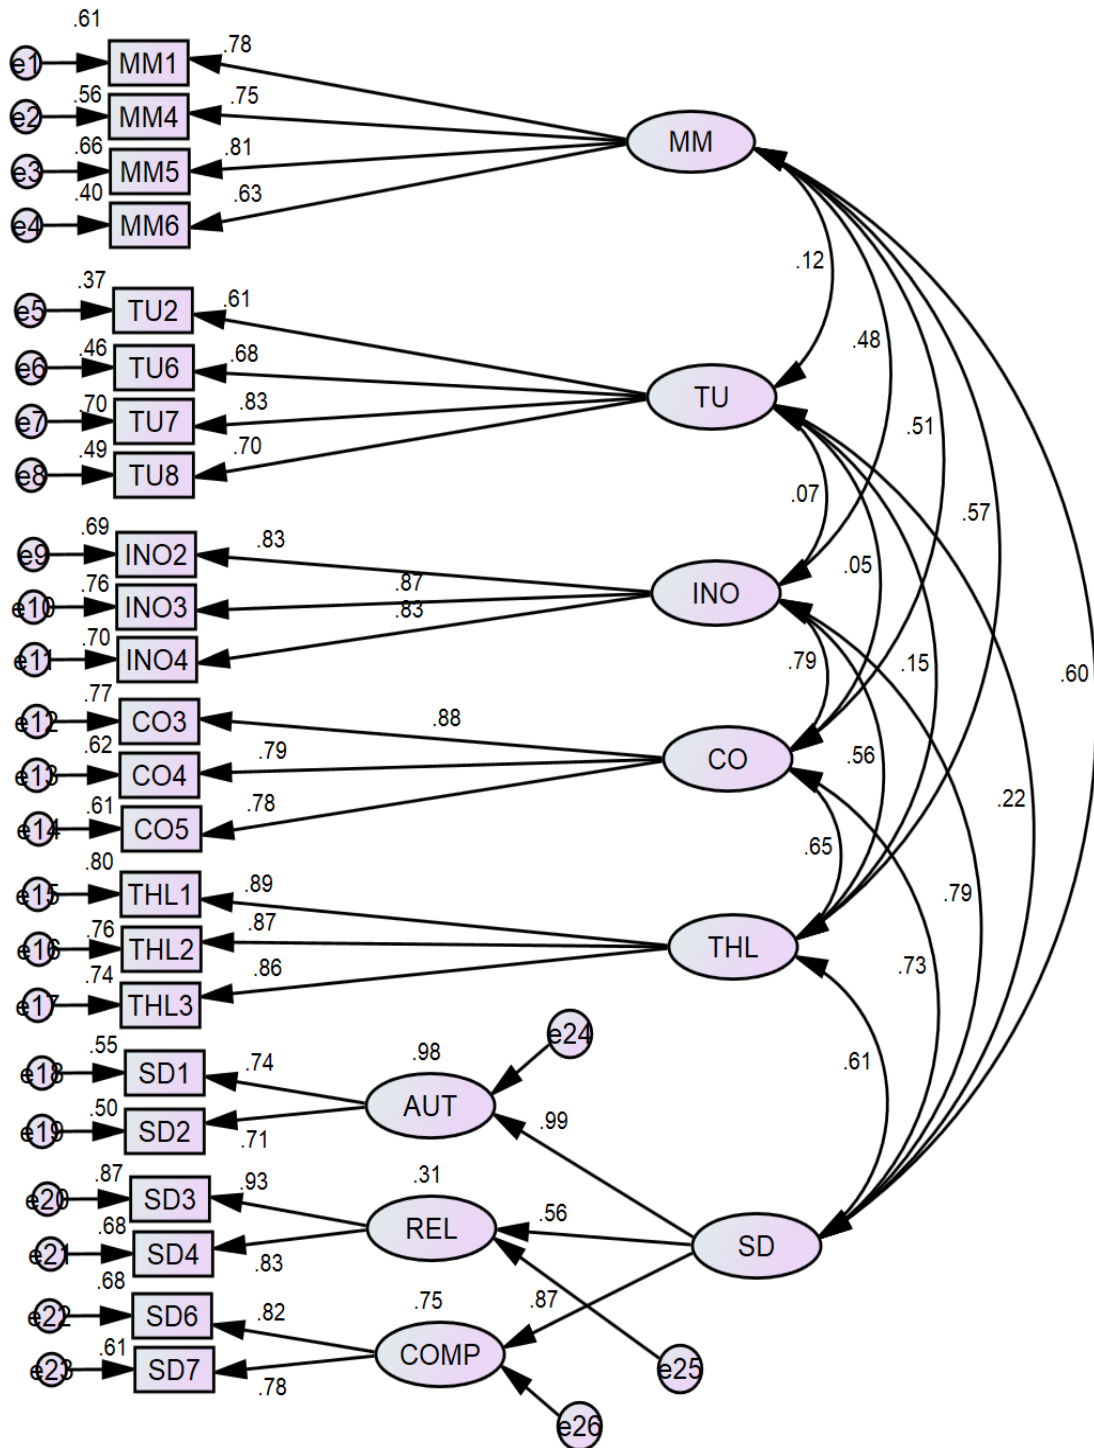 .61
e1 MM1 .78
.56
e2 MM4 .75 MM
.66
e3 MM5 .81
.40
e4 MM6 .63
.12
.37
e5 TU2 .61
.48
.46
e6 TU6 .68
TU
.70
e7 TU7 .83
.51
.49
e8 TU8 .70
.07
.57
.69
e9 INO2 .83
.05
.76
e10 INO3 .87 INO
.83
.70
e11 INO4
.79 .15
.60
.77
e12 CO3 .88
.62
e13 CO4 .79 CO
.56
.61
e14 CO5 .78
.22
.65
.80
e15 THL1 .89
.79
.76
e16 THL2 .87 THL
.73
.74
e17 THL3 .86
e24
.55
e18 SD1 .74 .98
.61
AUT
.50
e19 SD2 .71
.99
.87
e20 SD3 .93 .31
.56
REL
.68
e21 SD4 .83
SD
.68
e22 SD6 .82 .75 .87
COMP
.61
e23 SD7 .78
e25
e26